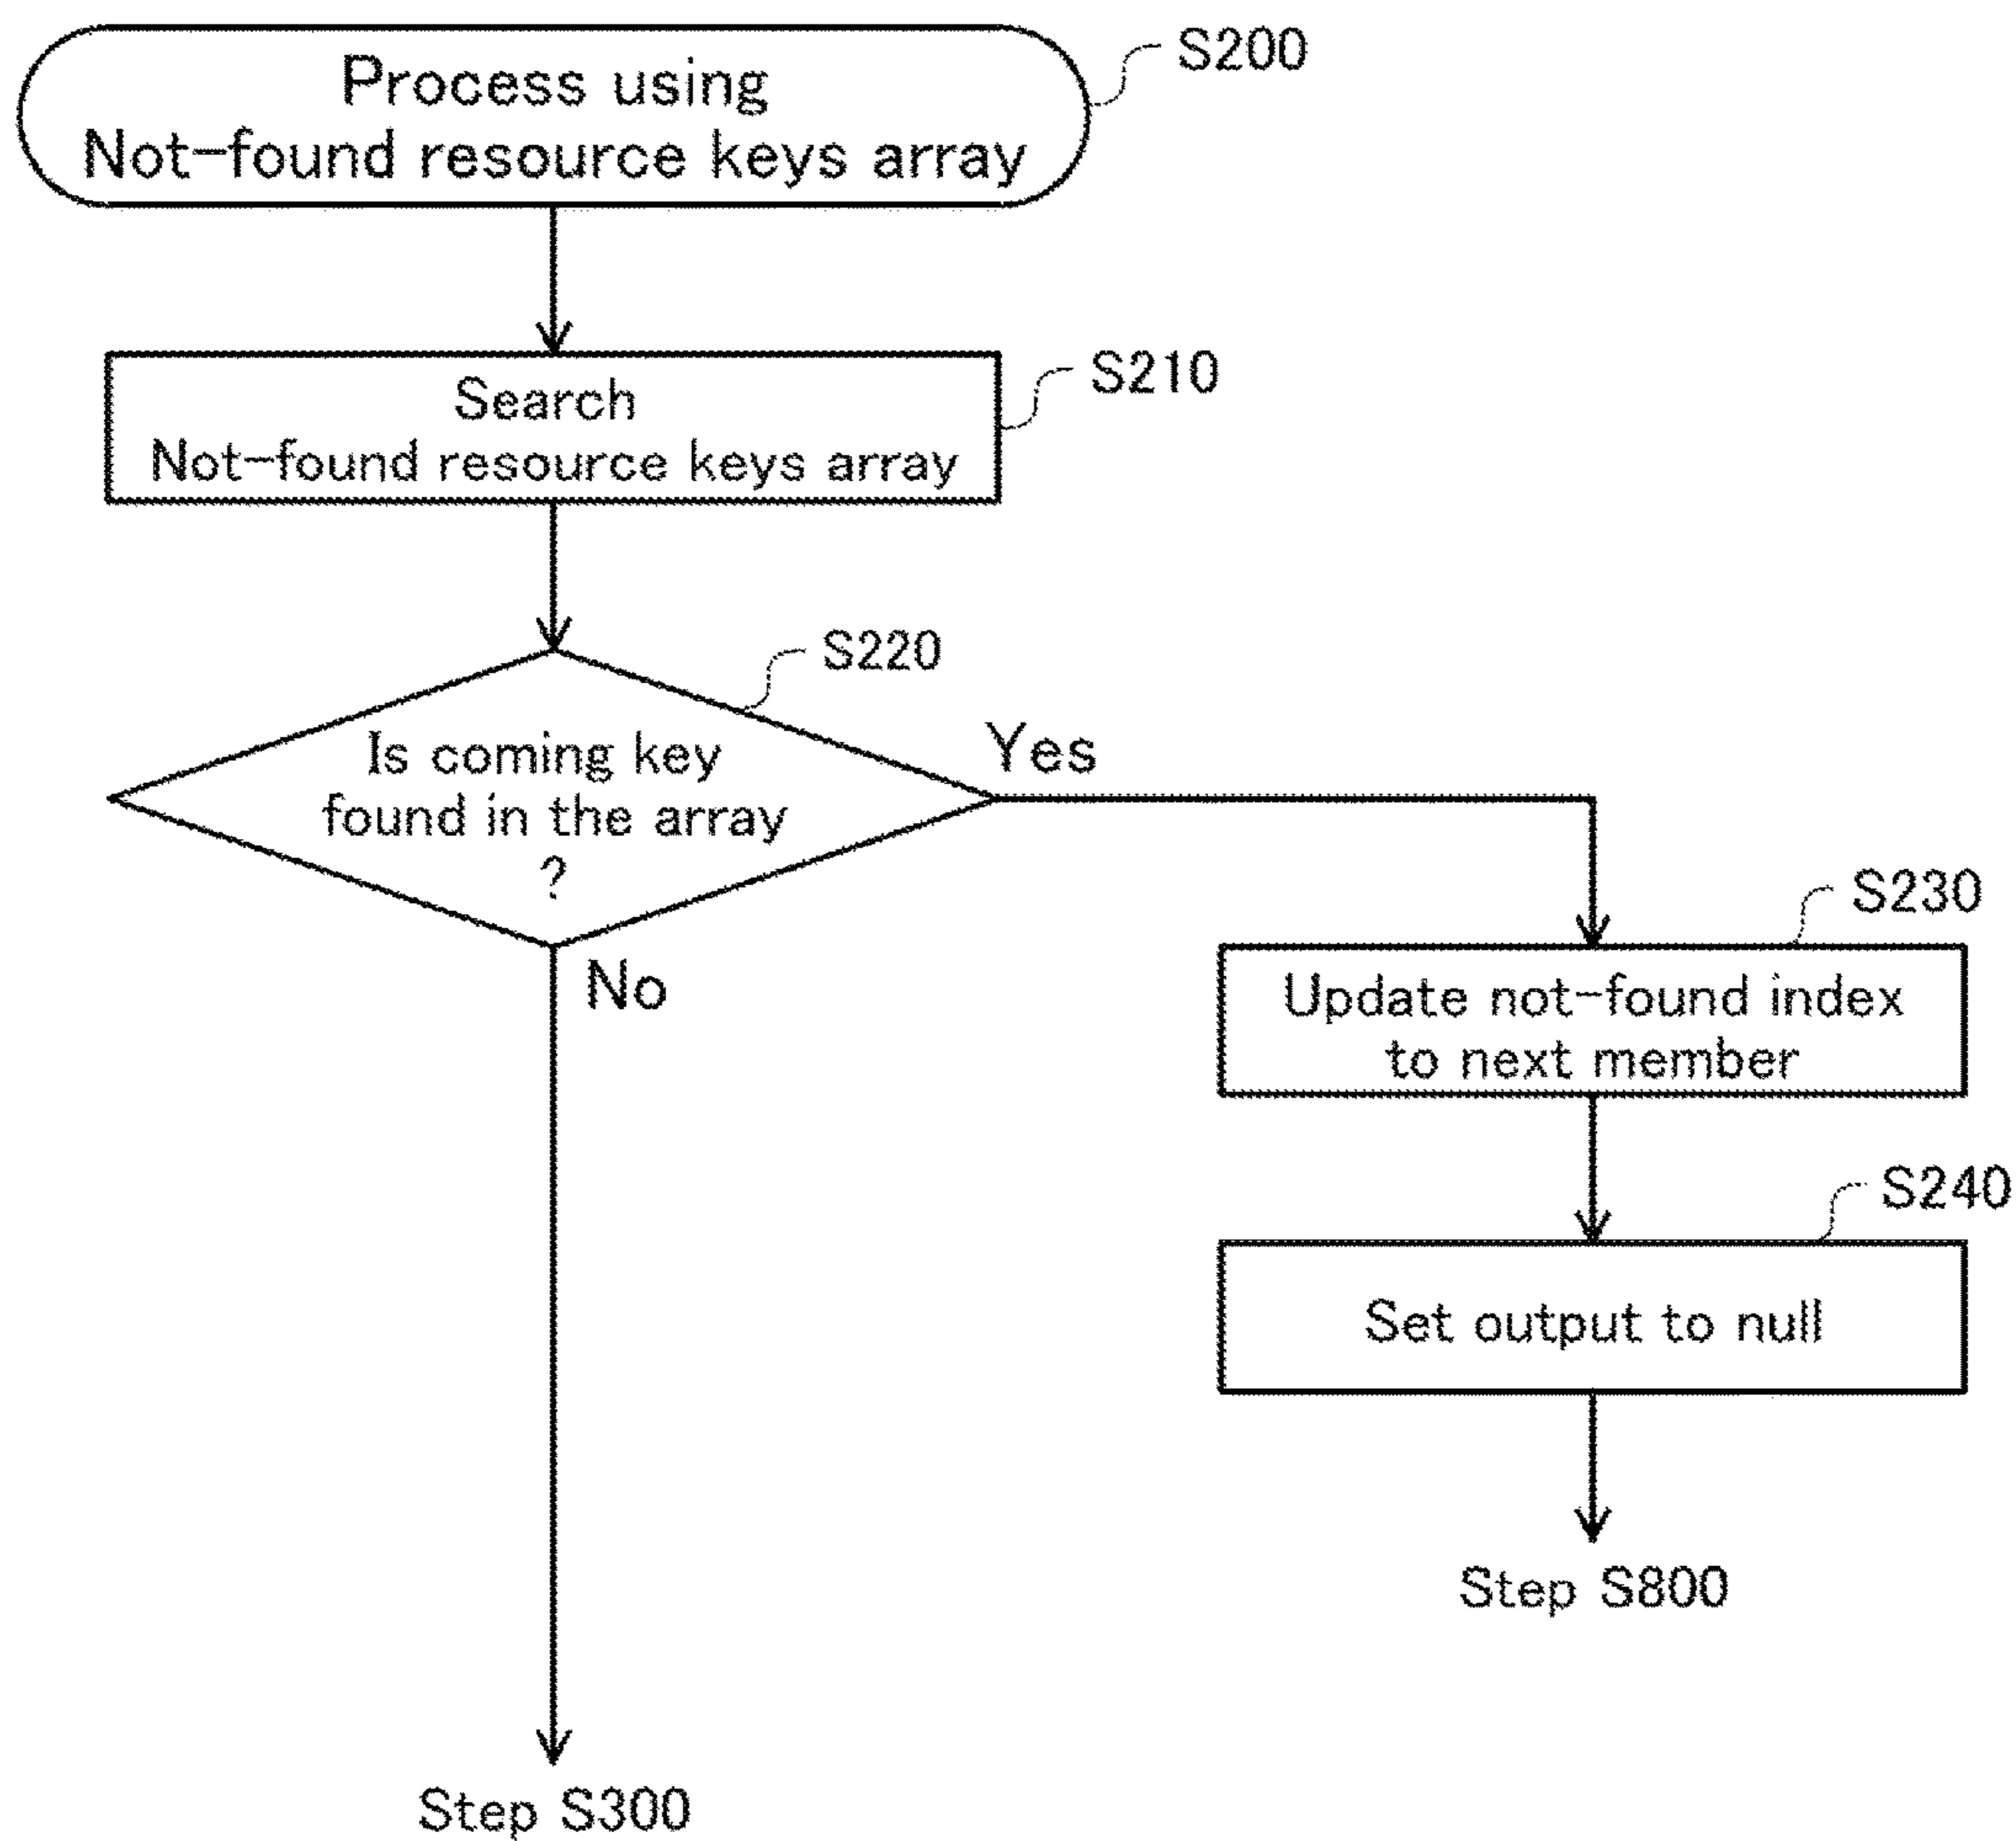 Process using
Not-found resource keys array
S200
Search
Not-found resource keys array
S210
Is coming key
found in the array
?
S220
Yes
No
S230
Update not-found index
to next member
S240
Set output to null
Step S800
Step S300